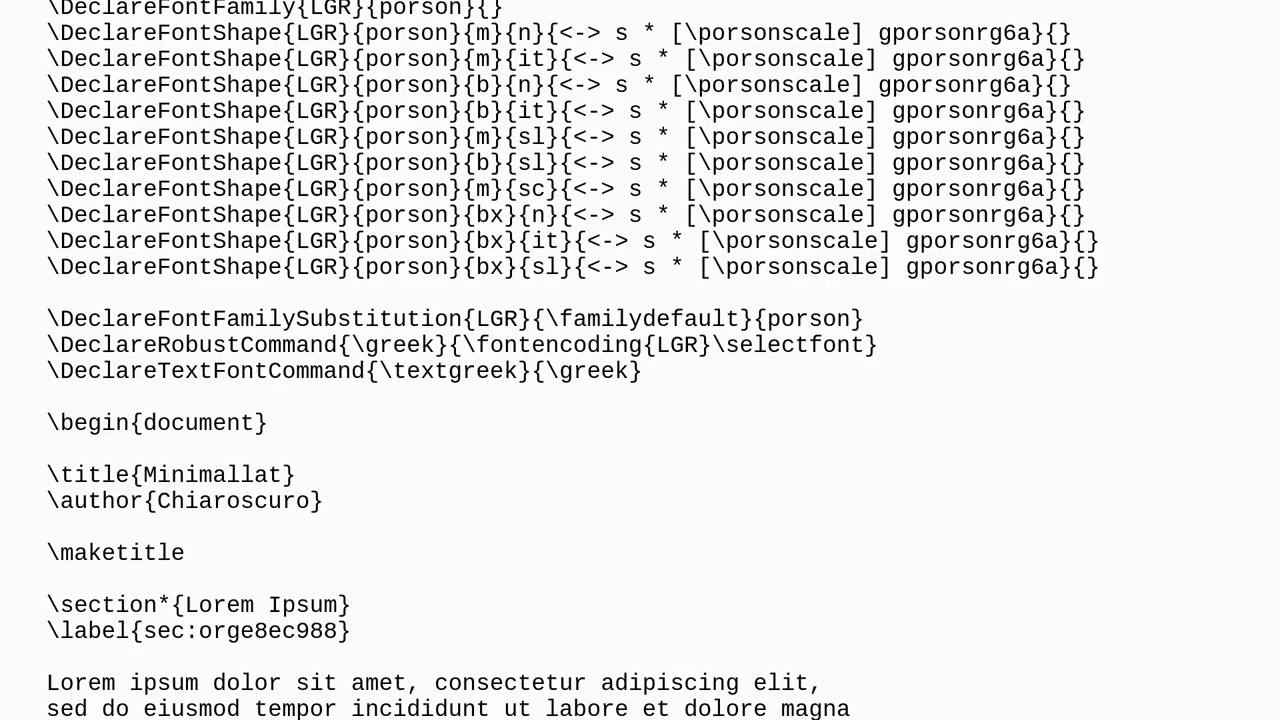 \DeclareFontFamily{LGR}{porson}{}
\DeclareFontShape{LGR}{porson}{m}{n}{<-> s * [\porsonscale] gporsonrg6a}{}
\DeclareFontShape{LGR}{porson}{m}{it}{<-> s * [\porsonscale] gporsonrg6a}{}
\DeclareFontShape{LGR}{porson}{b}{n}{<-> s * [\porsonscale] gporsonrg6a}{}
\DeclareFontShape{LGR}{porson}{b}{it}{<-> s * [\porsonscale] gporsonrg6a}{}
\DeclareFontShape{LGR}{porson}{m}{sl}{<-> s * [\porsonscale] gporsonrg6a}{}
\DeclareFontShape{LGR}{porson}{b}{sl}{<-> s * [\porsonscale] gporsonrg6a}{}
\DeclareFontShape{LGR}{porson}{m}{sc}{<-> s * [\porsonscale] gporsonrg6a}{}
\DeclareFontShape{LGR}{porson}{bx}{n}{<-> s * [\porsonscale] gporsonrg6a}{}
\DeclareFontShape{LGR}{porson}{bx}{it}{<-> s * [\porsonscale] gporsonrg6a}{}
\DeclareFontShape{LGR}{porson}{bx}{sl}{<-> s * [\porsonscale] gporsonrg6a}{}

\DeclareFontFamilySubstitution{LGR}{\familydefault}{porson}
\DeclareRobustCommand{\greek}{\fontencoding{LGR}\selectfont}
\DeclareTextFontCommand{\textgreek}{\greek}

\begin{document}

\title{Minimallat}
\author{Chiaroscuro}

\maketitle

\section*{Lorem Ipsum}
\label{sec:orge8ec988}

Lorem ipsum dolor sit amet, consectetur adipiscing elit,
sed do eiusmod tempor incididunt ut labore et dolore magna